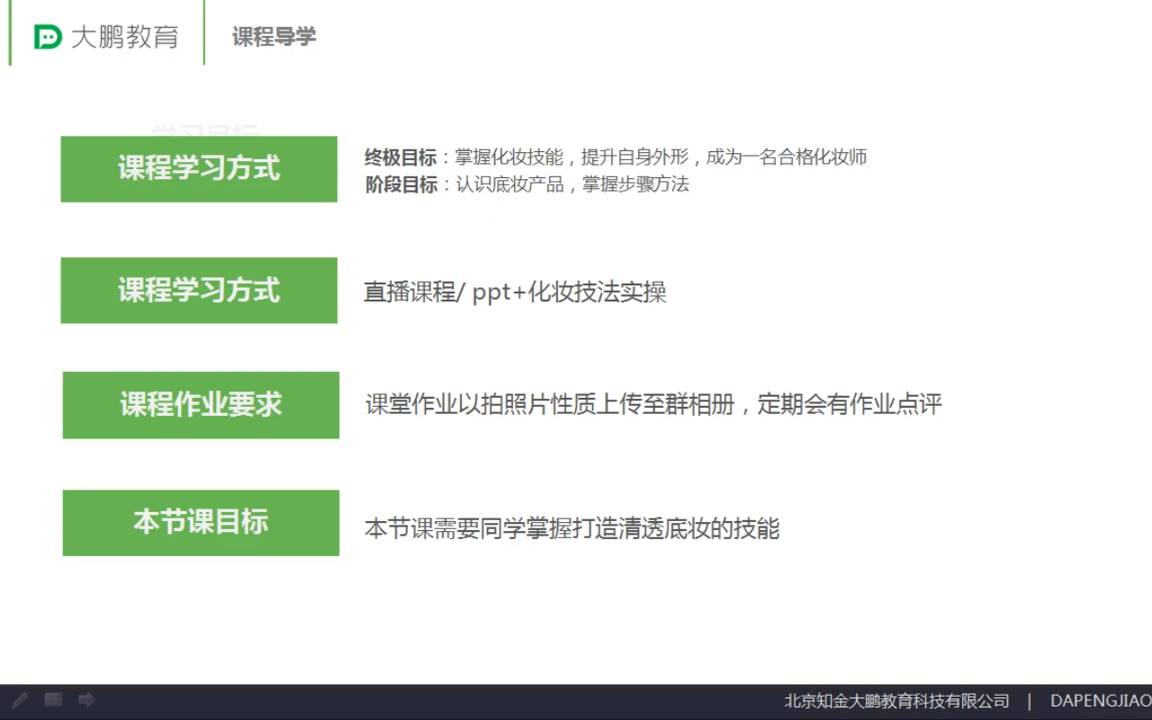 大鹏教育
课程导学
学习目标
课程学习方式
终极目标：掌握化妆技能，提升自身外形，成为一名合格化妆师
阶段目标：认识底妆产品，掌握步骤方法
课程学习方式
直播课程/ ppt+化妆技法实操
课程作业要求
课堂作业以拍照片性质上传至群相册，定期会有作业点评
本节课目标
本节课需要同学掌握打造清透底妆的技能
北京知金大鹏教育科技有限公司 | DAPENGJIAO